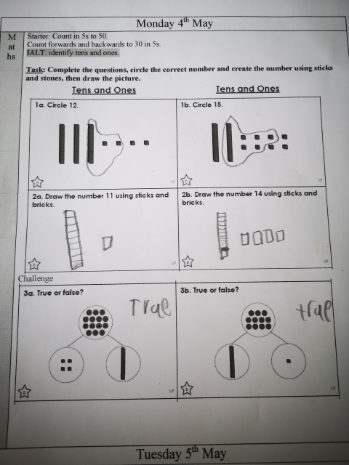 Monday 4th May
Maths
Starter: Count in 5s to 50.
Count forwards and backwards to 30 in 5s.
IALT: identify tens and ones.
Task: Complete the questions, circle the correct number and create the number using sticks
and stones, then draw the picture.
Tens and Ones
Tens and Ones
1a. Circle 12.
1b. Circle 15.
2a. Draw the number 11 using sticks and
bricks.
2b. Draw the number 14 using sticks and
bricks.
Challenge
3a. True or false?
True
3b. True or false?
true
Tuesday 5th May